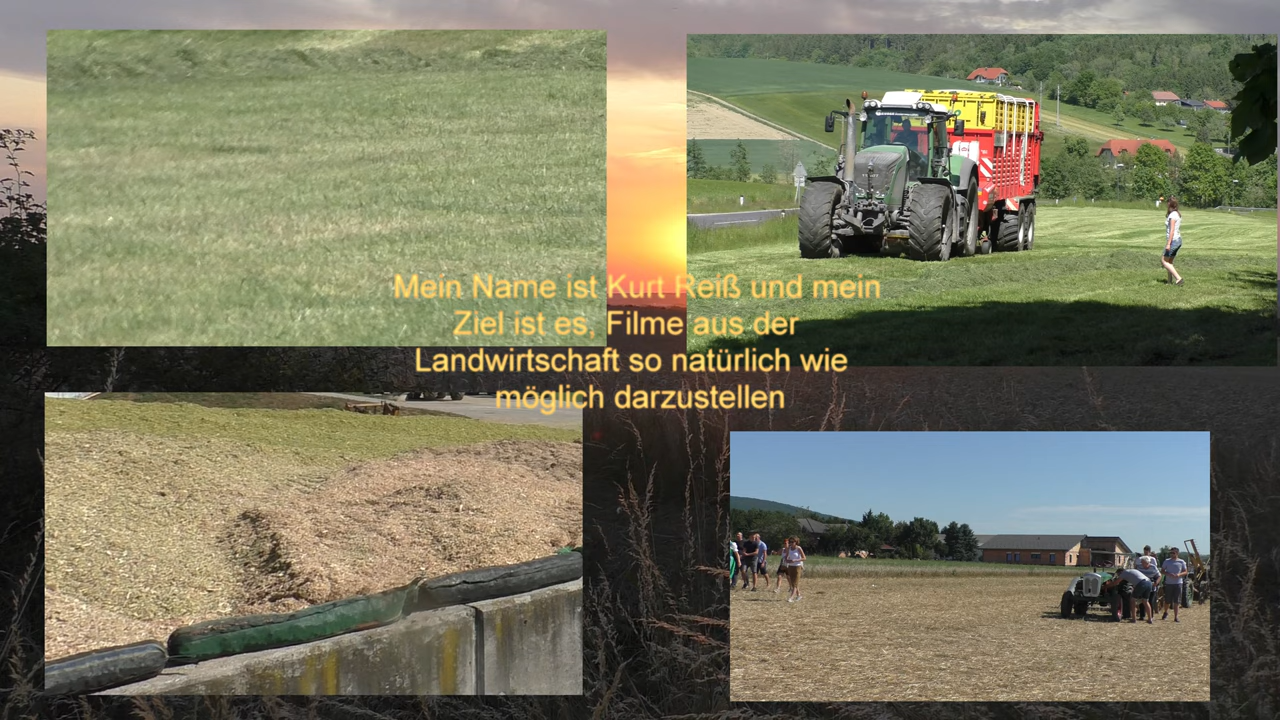 Mein Name ist Kurt Reiß und mein
Ziel ist es, Filme aus der
Landwirtschaft so natürlich wie
möglich darzustellen